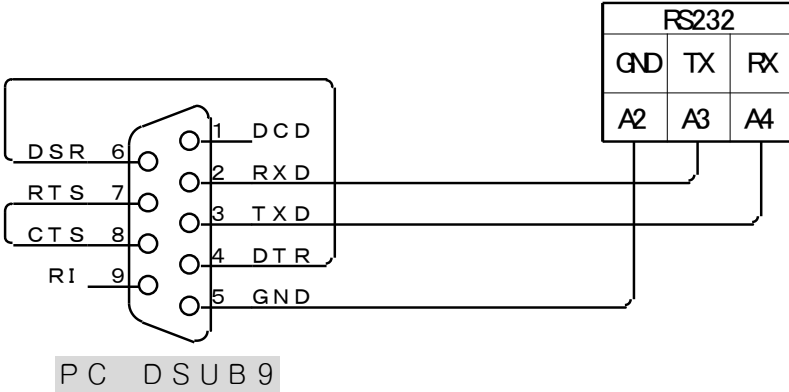 RS232
GND TX RX
A2 A3 A4
1 DCD
DSR 6
2 RXD
RTS 7
3 TXD
CTS 8
4 DTR
RI 9
5 GND
PC DSUB9